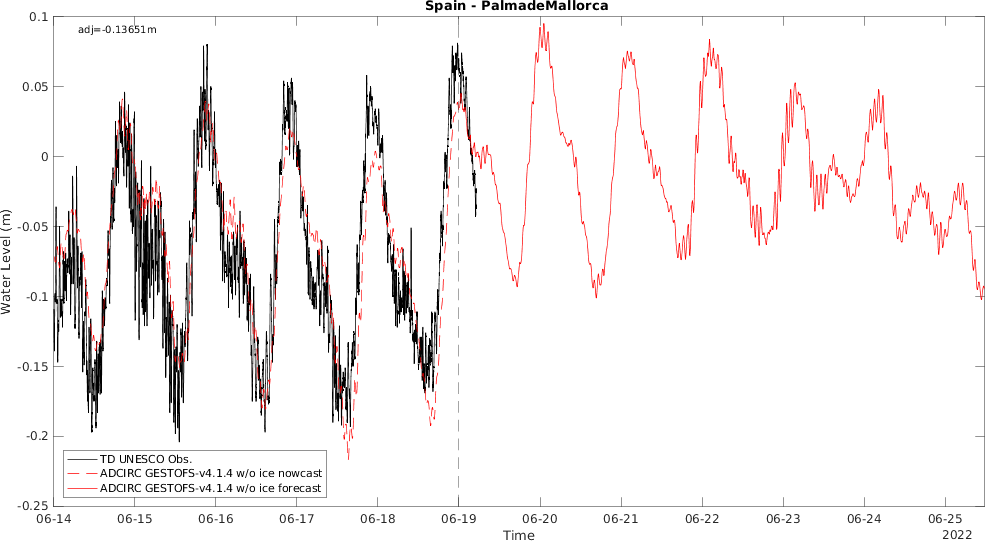 Spain - PalmadeMallorca
adj=-0.13651m
0.1
0.05
0
-0.05
-0.1
-0.15
-0.2
-0.25
Water Level (m)
TD UNESCO Obs.
ADCIRC GESTOFS-v4.1.4 w/o ice nowcast
ADCIRC GESTOFS-v4.1.4 w/o ice forecast
06-14 06-15 06-16 06-17 06-18 06-19 06-20 06-21 06-22 06-23 06-24 06-25
Time
2022